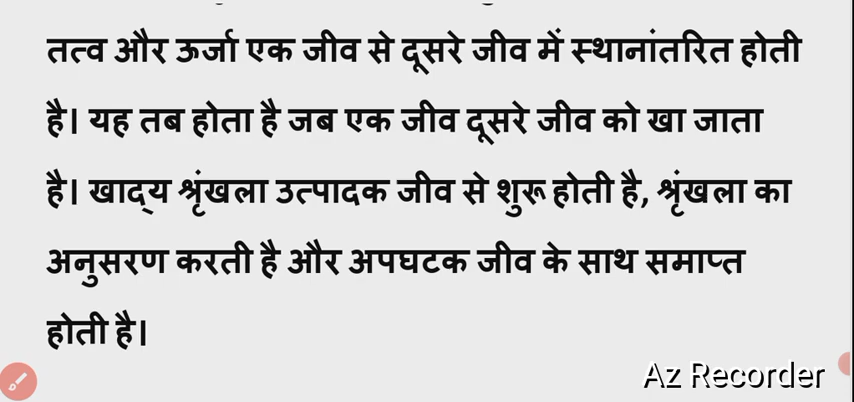 तत्व और ऊर्जा एक जीव से दूसरे जीव में स्थानांतरित होती
है। यह तब होता है जब एक जीव दूसरे जीव को खा जाता
है। खाद्य श्रृंखला उत्पादक जीव से शुरू होती है, श्रृंखला का
अनुसरण करती है और अपघटक जीव के साथ समाप्त
होती है।
Az Recorder